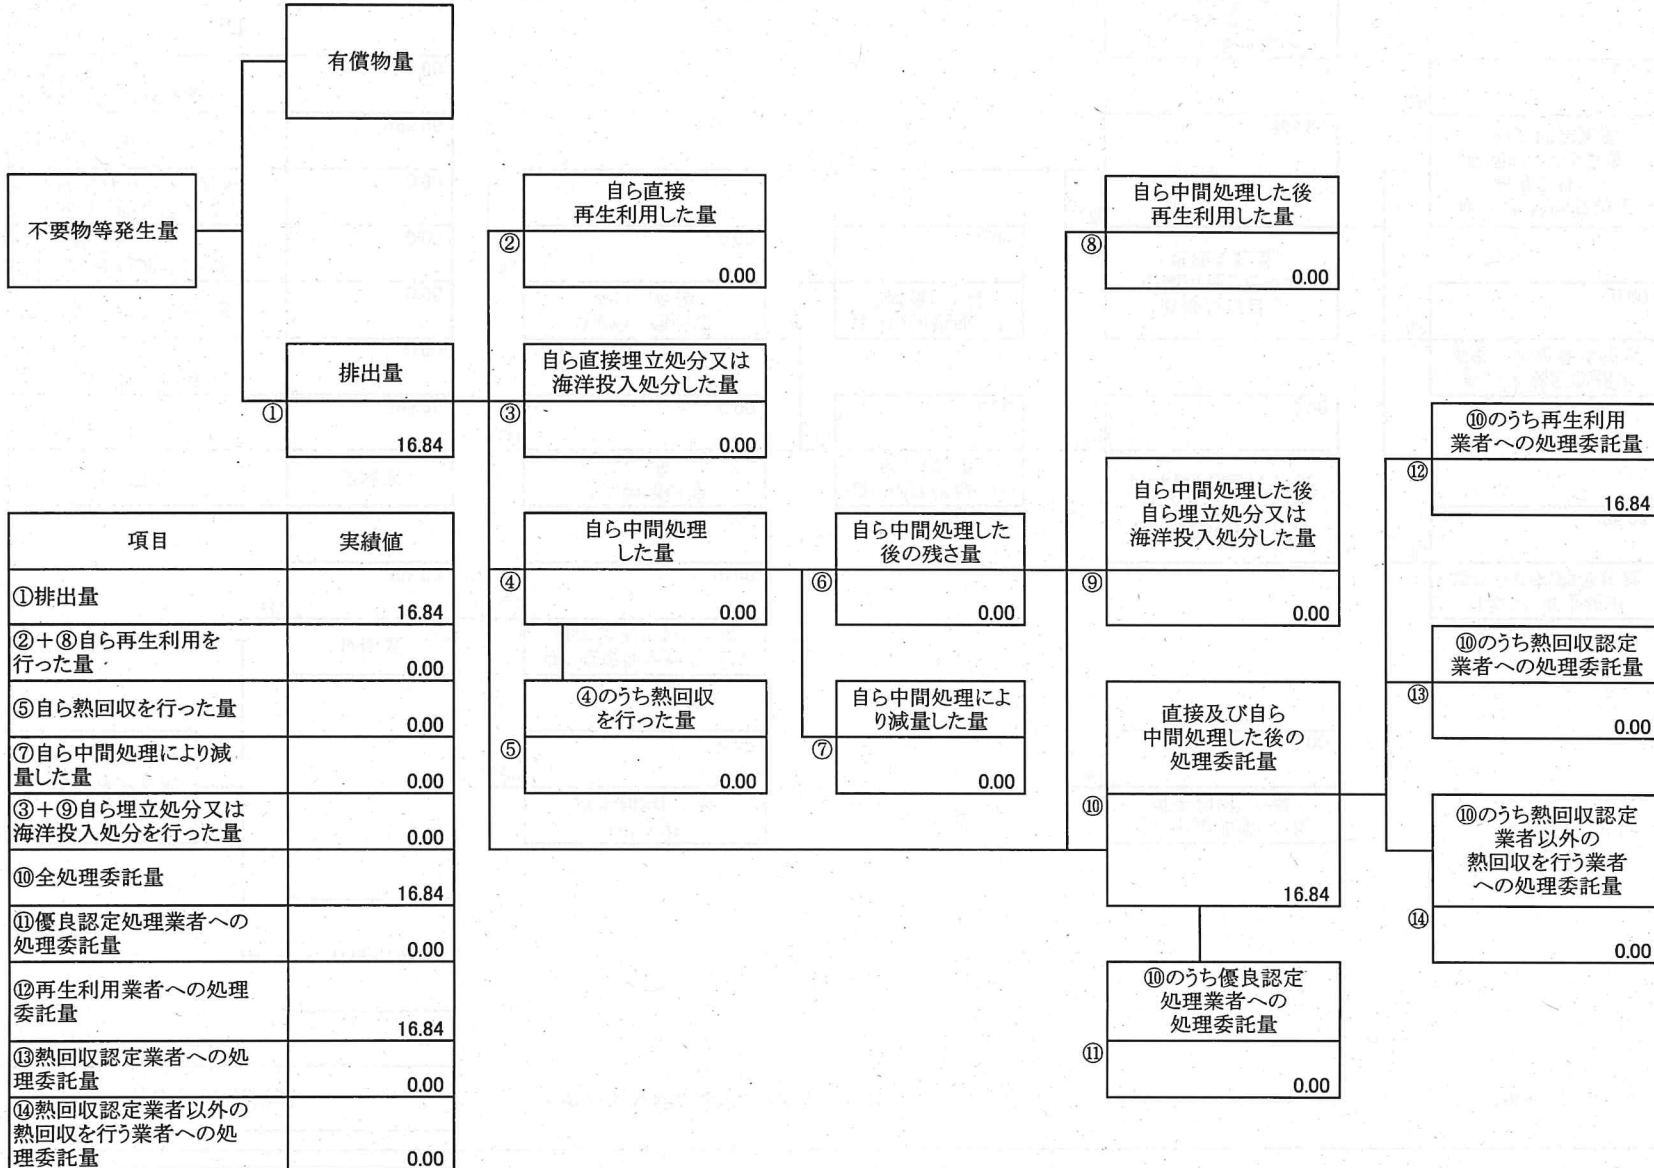 有償物量
不要物等発生量
排出量
①
16.84
自ら直接
再生利用した量
②
0.00
自ら直接埋立処分又は
海洋投入処分した量
③
0.00
自ら中間処理
した量
④
0.00
④のうち熱回収
を行った量
⑤
0.00
自ら中間処理した
後の残さ量
⑥
0.00
自ら中間処理によ
り減量した量
⑦
0.00
自ら中間処理した後
再生利用した量
⑧
0.00
自ら中間処理した後
自ら埋立処分又は
海洋投入処分した量
⑨
0.00
直接及び自ら
中間処理した後の
処理委託量
⑩
16.84
⑩のうち優良認定
処理業者への
処理委託量
⑪
0.00
⑩のうち再生利用
業者への処理委託量
⑫
16.84
⑩のうち熱回収認定
業者への処理委託量
⑬
0.00
⑩のうち熱回収認定
業者以外の
熱回収を行う業者
への処理委託量
⑭
0.00
項目 実績値
①排出量
16.84
②+⑧自ら再生利用を
行った量
0.00
⑤自ら熱回収を行った量
0.00
⑦自ら中間処理により減
量した量
0.00
③+⑨自ら埋立処分又は
海洋投入処分を行った量
0.00
⑩全処理委託量
16.84
⑪優良認定処理業者への
処理委託量
0.00
⑫再生利用業者への処理
委託量
16.84
⑬熱回収認定業者への処
理委託量
0.00
⑭熱回収認定業者以外の
熱回収を行う業者への処
理委託量
0.00